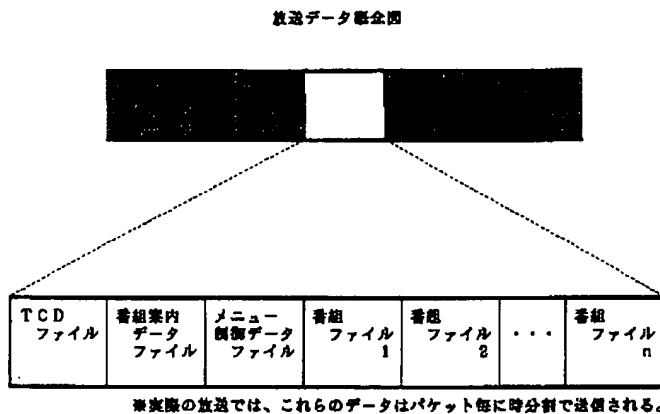 放送データ概念図
TCD
ファイル
番組案内
データ
ファイル
メニュー
制御データ
ファイル
番組
ファイル
1
番組
ファイル
2
・・・
番組
ファイル
n
※実際の放送では、これらのデータはパケット毎に時分割で送信される。